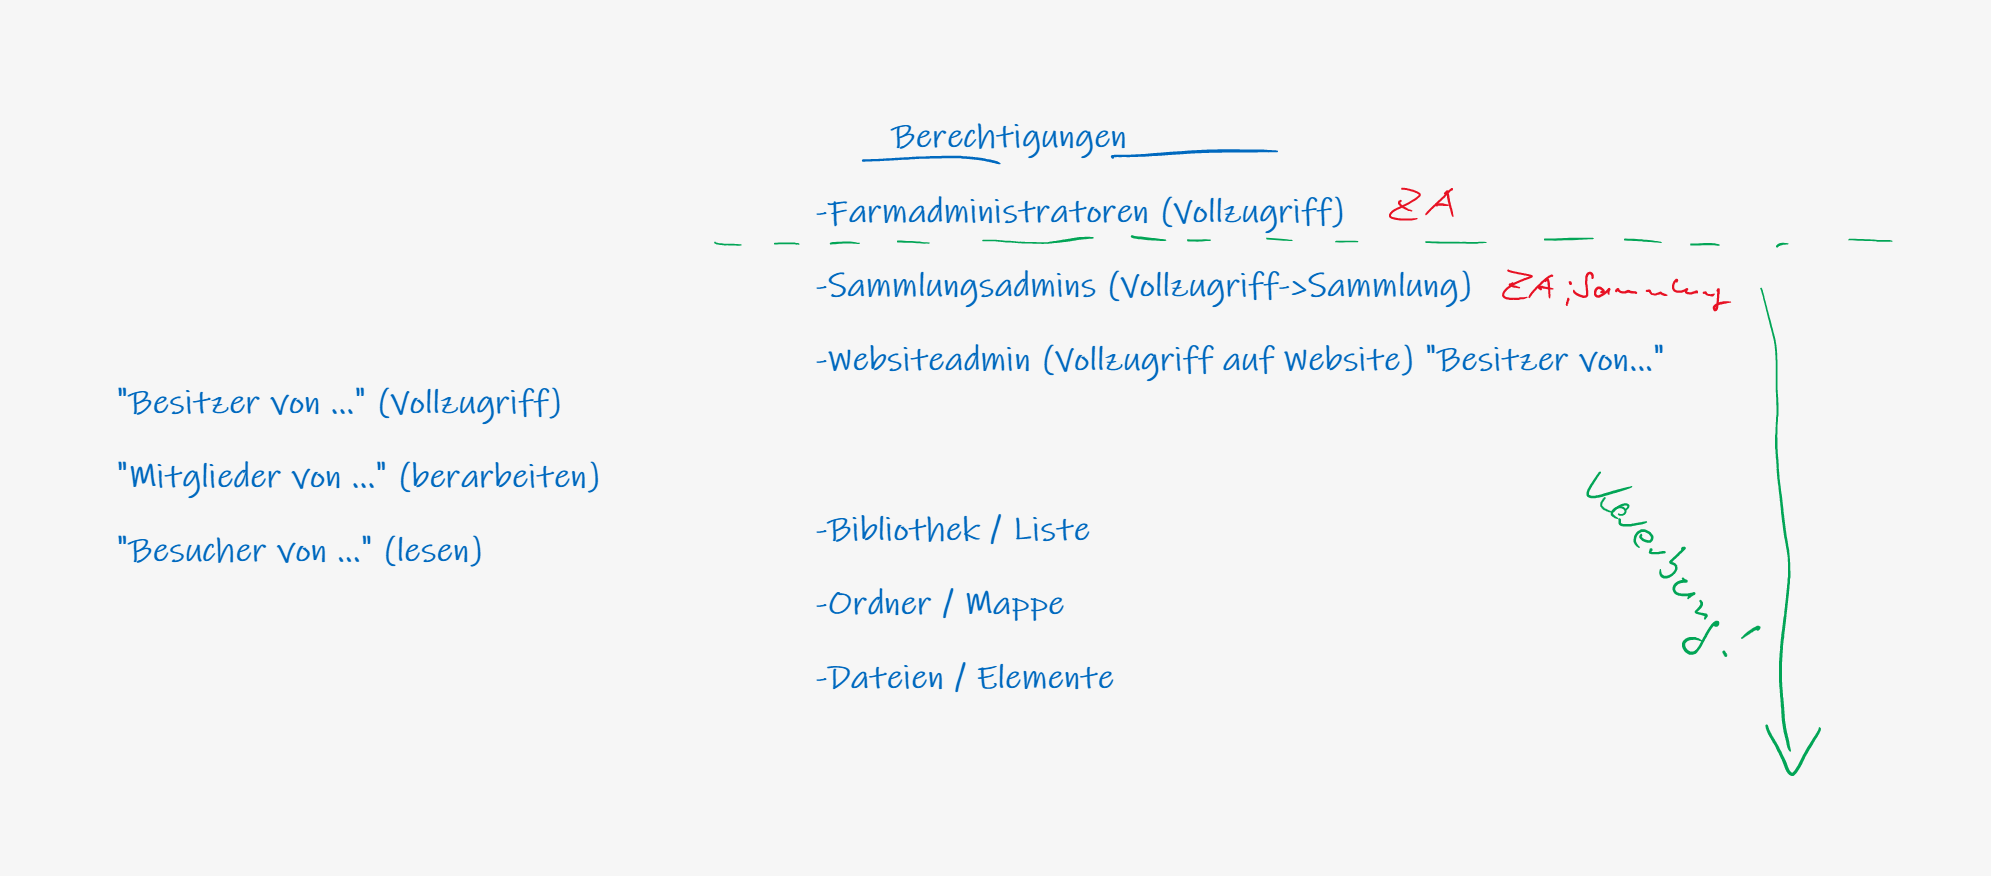 Berechtigungen
-Farmadministratoren (Vollzugriff) ZA
-Sammlungsadmins (Vollzugriff->Sammlung) ZA; Sammlung
-Websiteadmin (Vollzugriff auf Website) "Besitzer von..."
"Besitzer von ..." (Vollzugriff)
"Mitglieder von ..." (berarbeiten)
"Besucher von ..." (lesen)
-Bibliothek / Liste
-Ordner / Mappe
-Dateien / Elemente
Vererbung!